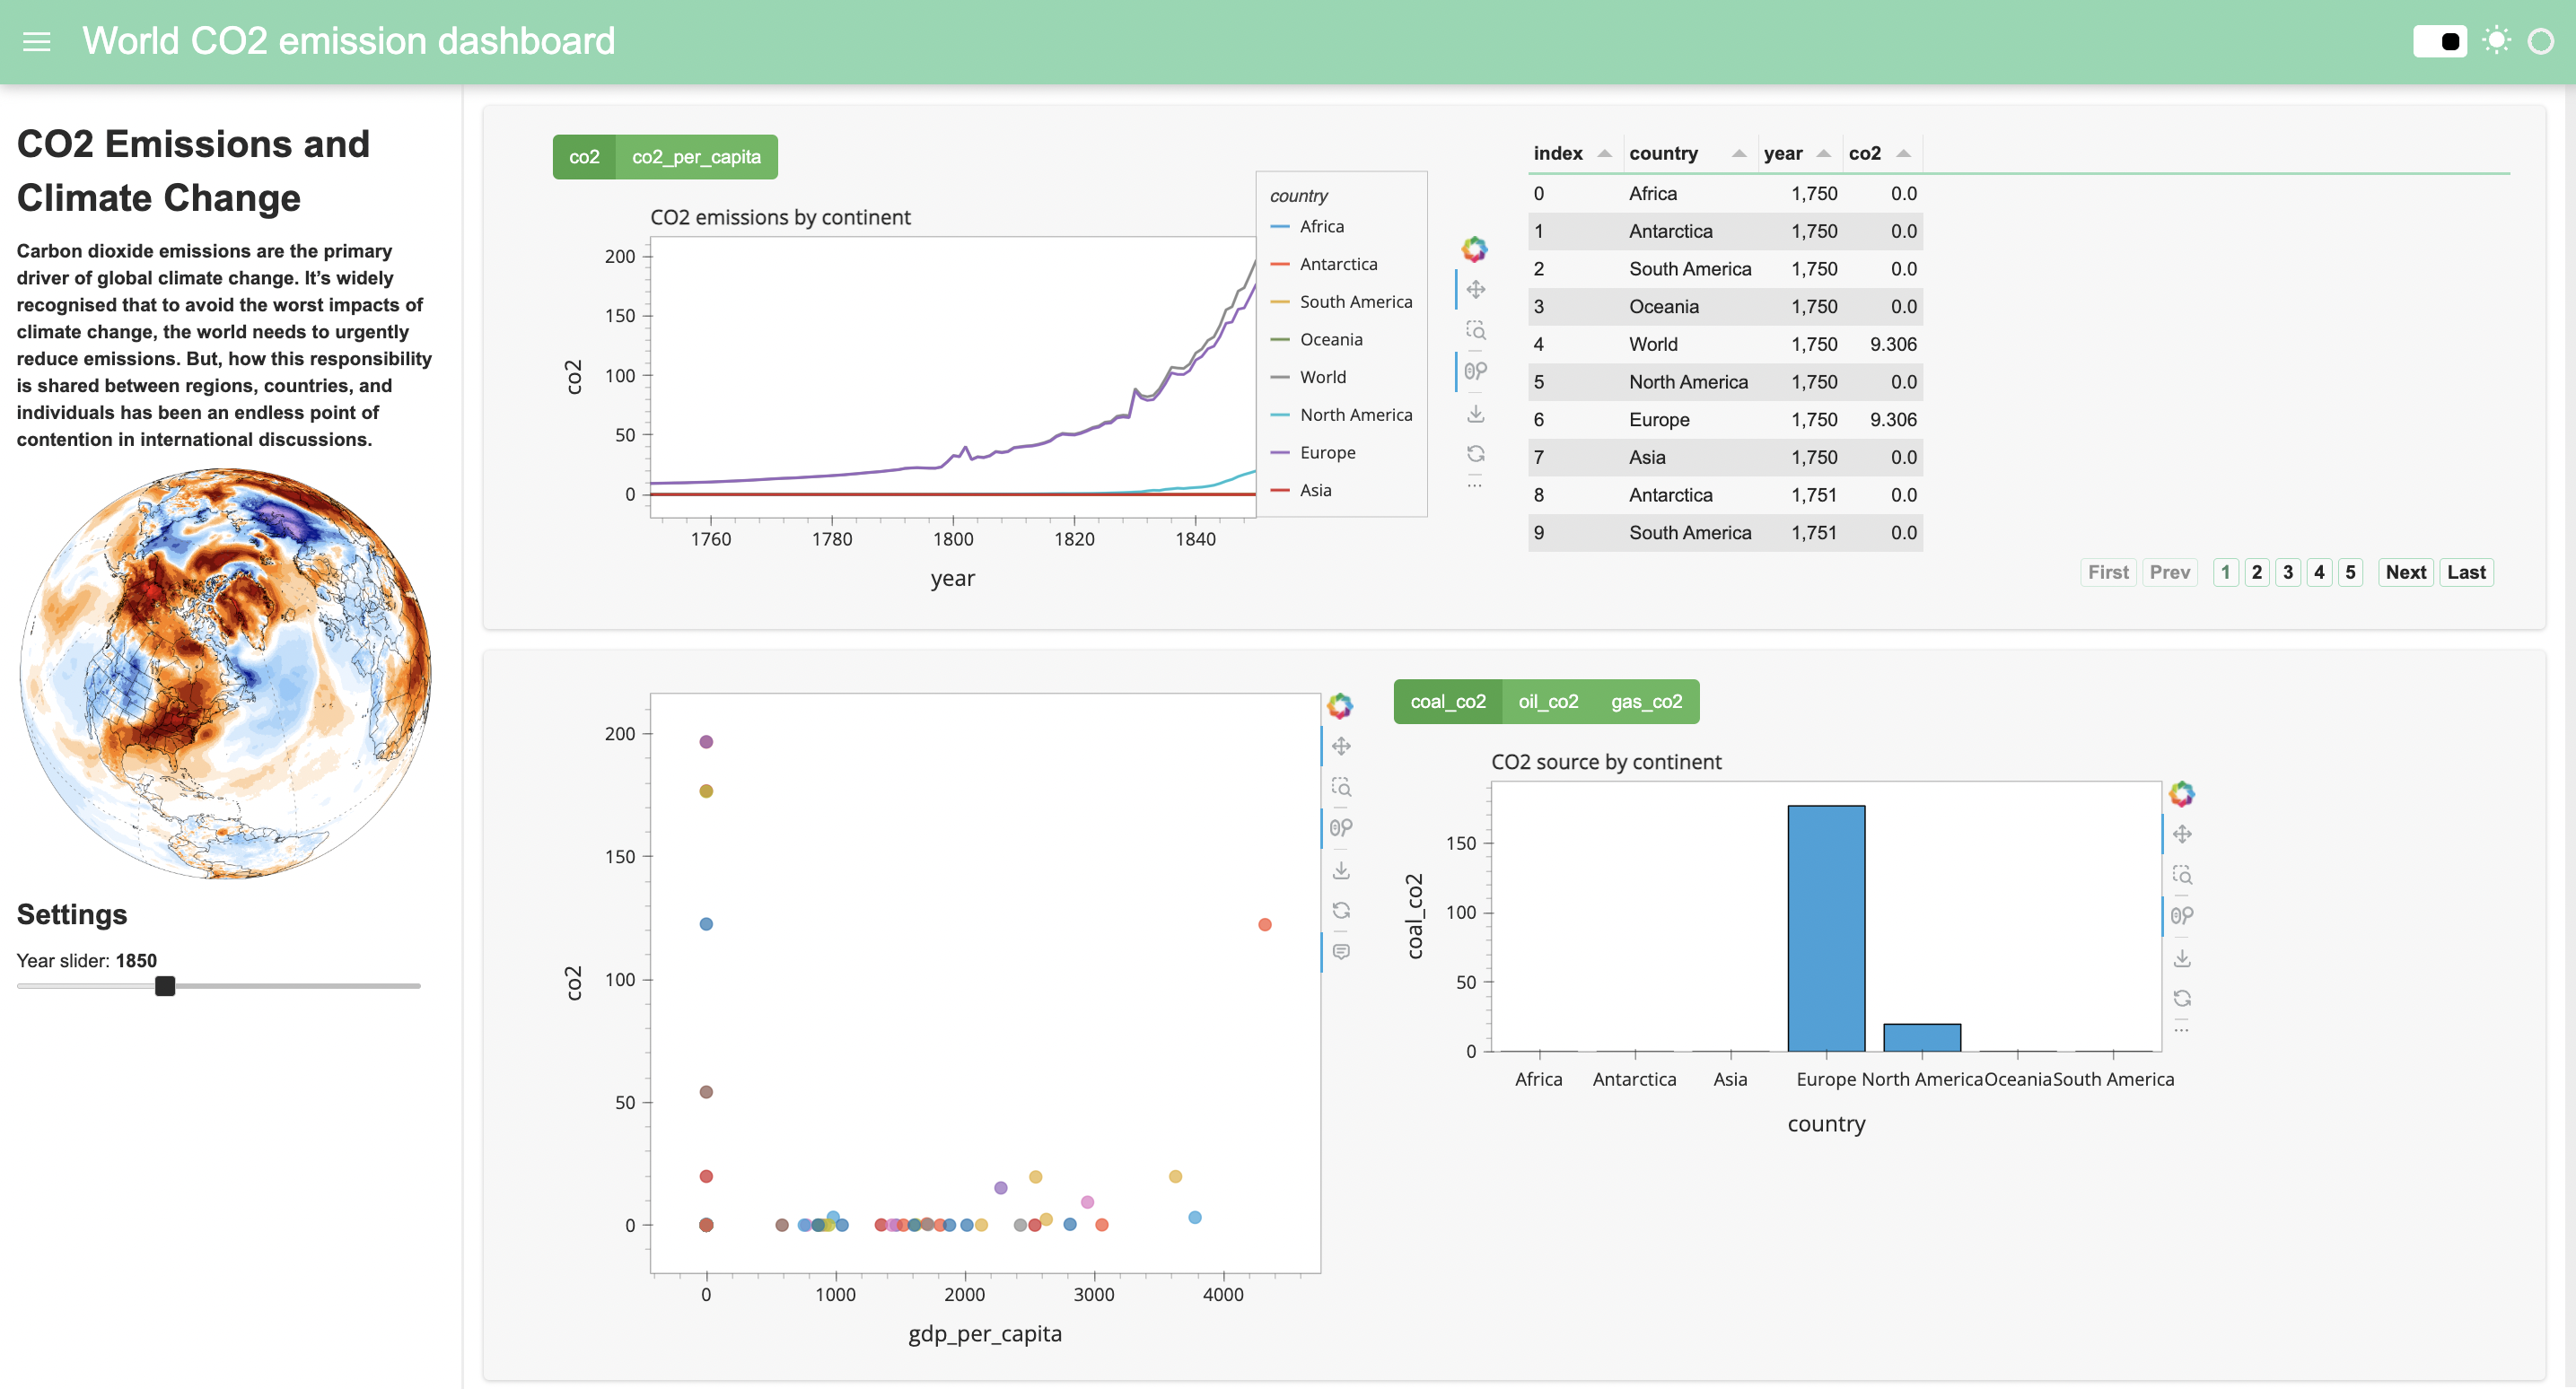 World CO2 emission dashboard
CO2 Emissions and
Climate Change
Carbon dioxide emissions are the primary
driver of global climate change. It’s widely
recognised that to avoid the worst impacts of
climate change, the world needs to urgently
reduce emissions. But, how this responsibility
is shared between regions, countries, and
individuals has been an endless point of
contention in international discussions.
Settings
Year slider: 1850
co2 co2_per_capita
CO2 emissions by continent
co2
200
150
100
50
0
1760 1780 1800 1820 1840
year
country
Africa
Antarctica
South America
Oceania
World
North America
Europe
Asia
index country year co2
0 Africa 1,750 0.0
1 Antarctica 1,750 0.0
2 South America 1,750 0.0
3 Oceania 1,750 0.0
4 World 1,750 9.306
5 North America 1,750 0.0
6 Europe 1,750 9.306
7 Asia 1,750 0.0
8 Antarctica 1,751 0.0
9 South America 1,751 0.0
First Prev 1 2 3 4 5 Next Last
co2
200
150
100
50
0
0 1000 2000 3000 4000
gdp_per_capita
coal_co2 oil_co2 gas_co2
CO2 source by continent
coal_co2
150
100
50
0
Africa Antarctica Asia Europe North America Oceania South America
country